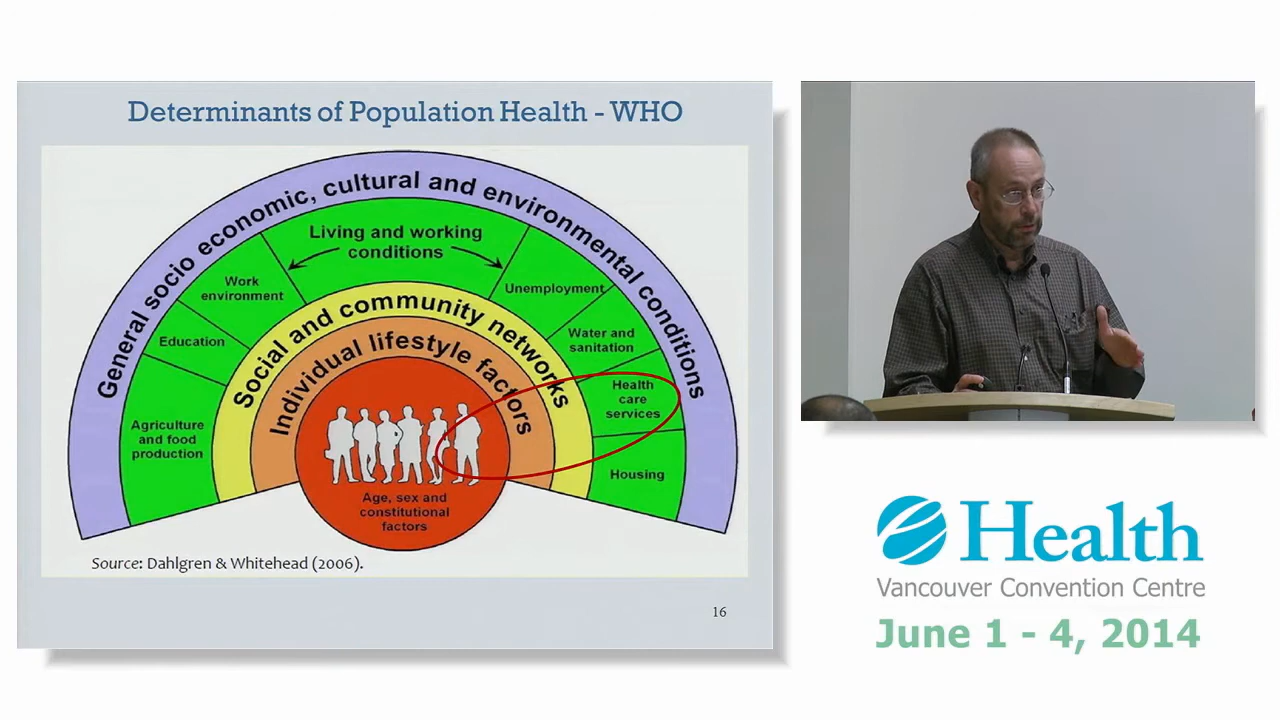 Determinants of Population Health - WHO
General socio economic, cultural and environmental conditions
Living and working
conditions
Work
environment
Unemployment
Education
Water and
sanitation
Social and community networks
Individual lifestyle factors
Health
care
services
Agriculture
and food
production
Housing
Age, sex and
constitutional
factors
Source: Dahlgren & Whitehead (2006).
16
eHealth
Vancouver Convention Centre
June 1 - 4, 2014